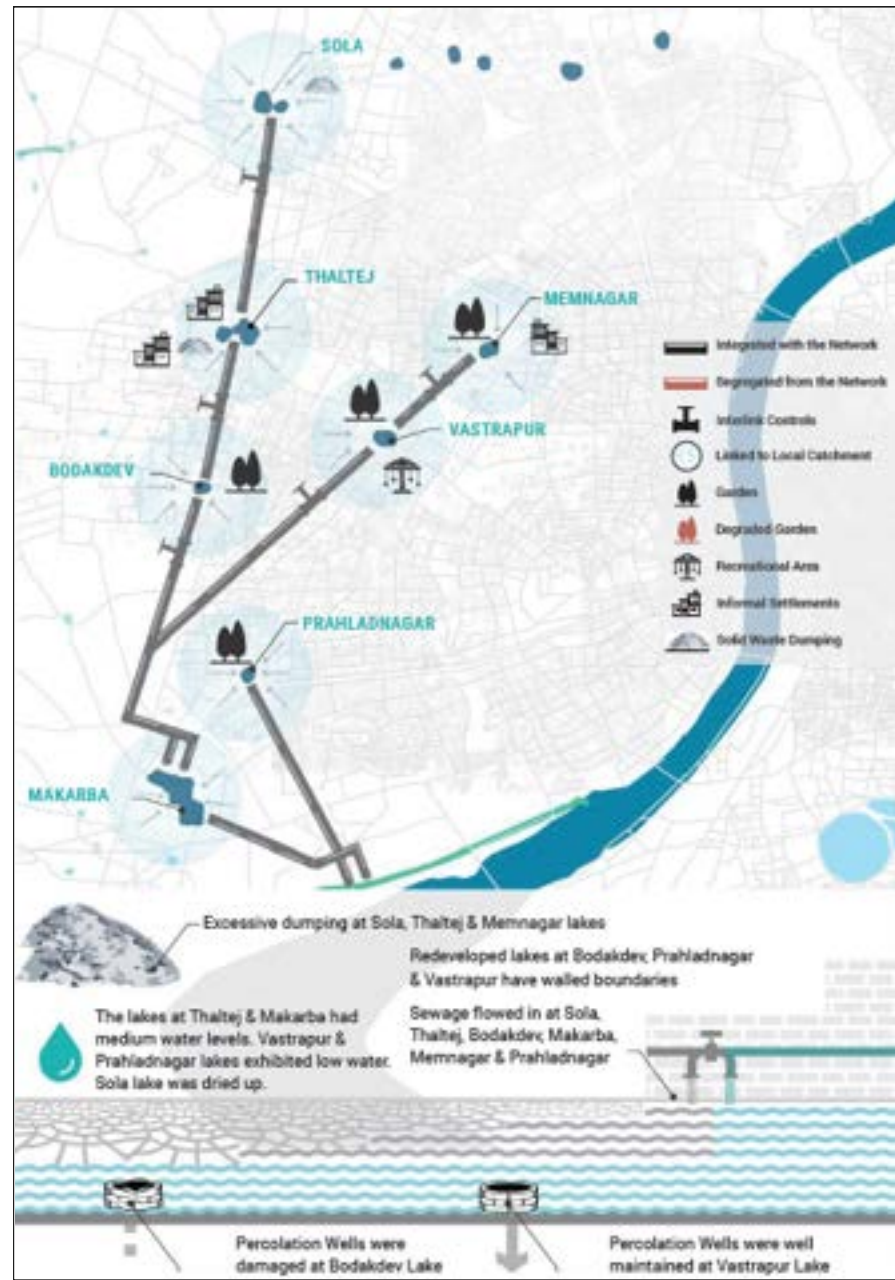 SOLA
THALTEJ
MEMNAGAR
VASTRAPUR
BODAKDEV
PRAHLADNAGAR
MAKARBA
Integrated with the Network
Segregated from the Network
Interlink Controls
Linked to Local Catchment
Garden
Degraded Garden
Recreational Area
Informal Settlements
Solid Waste Dumping
Excessive dumping at Sola, Thaltej & Memnagar lakes
Redeveloped lakes at Bodakdev, Prahladnagar
& Vastrapur have walled boundaries
The lakes at Thaltej & Makarba had
medium water levels. Vastrapur &
Prahladnagar lakes exhibited low water.
Sola lake was dried up.
Sewage flowed in at Sola,
Thaltej, Bodakdev, Makarba,
Memnagar & Prahladnagar
Percolation Wells were
damaged at Bodakdev Lake
Percolation Wells were well
maintained at Vastrapur Lake